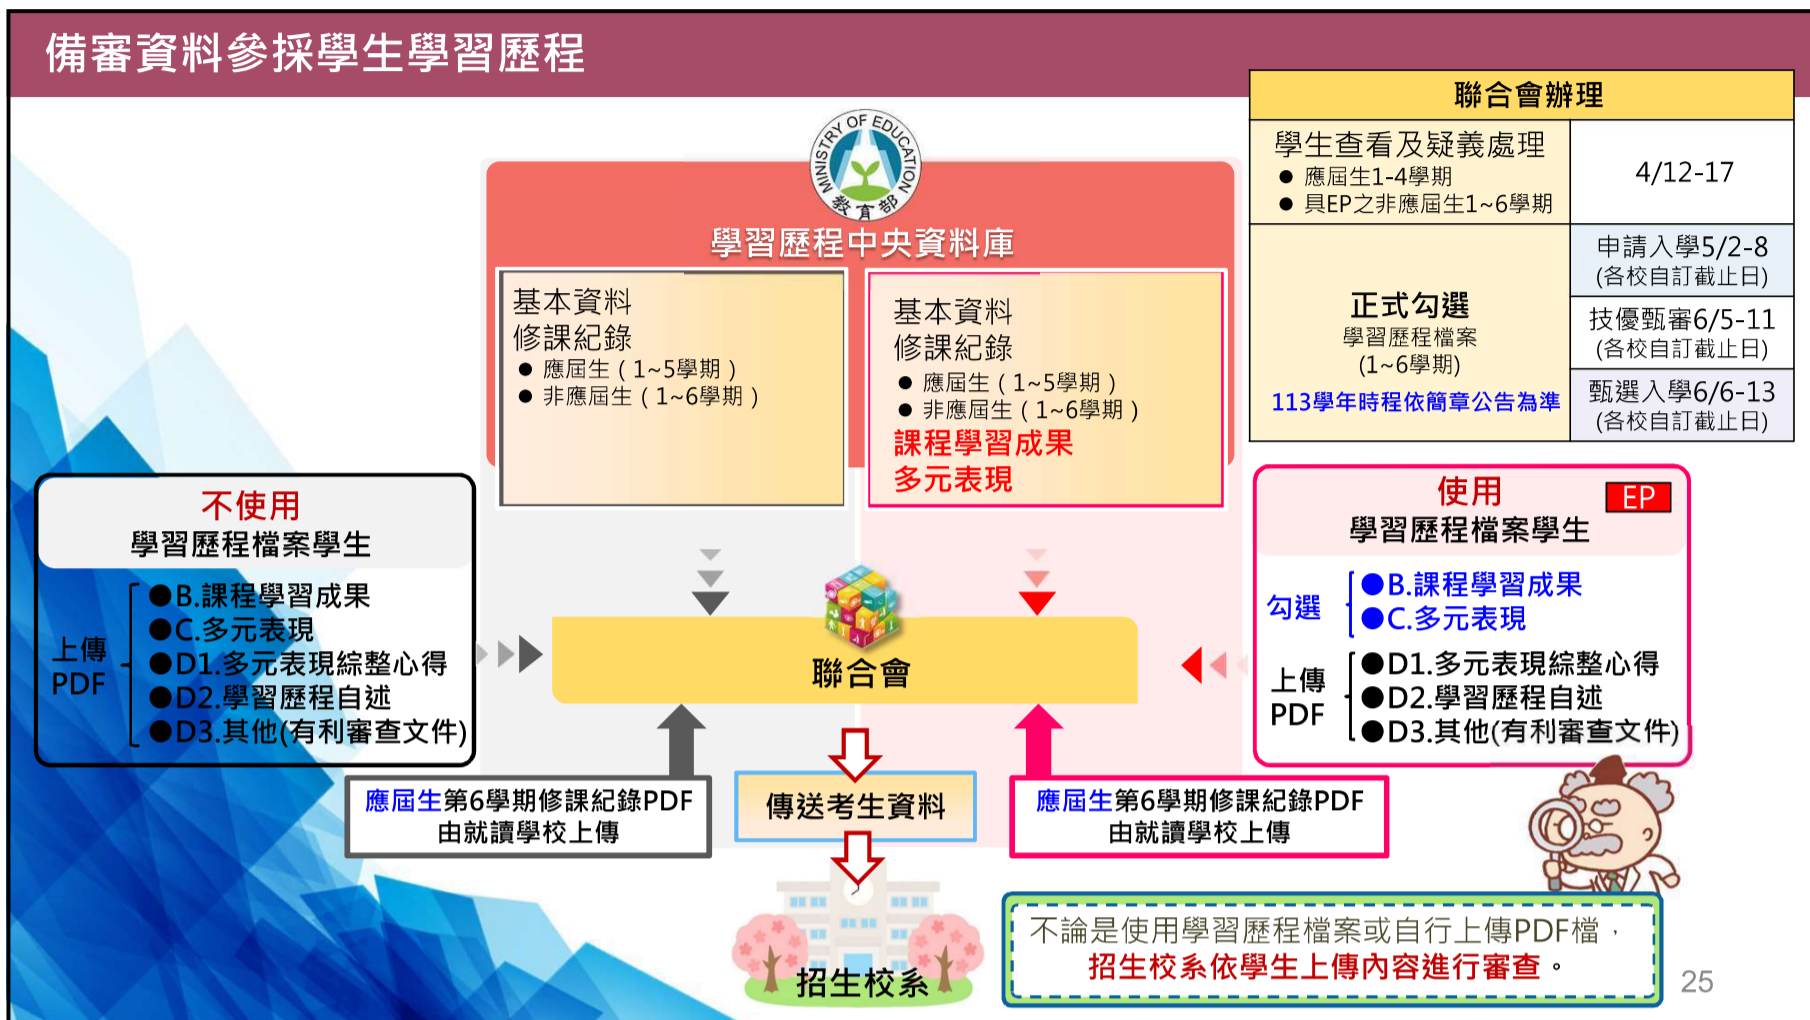 備審資料參採學生學習歷程
聯合會辦理
學生查看及疑義處理
● 應屆生1-4學期
● 具EP之非應屆生1~6學期
4/12-17
正式勾選
學習歷程檔案
(1~6學期)
113學年時程依簡章公告為準
申請入學5/2-8
(各校自訂截止日)
技優甄審6/5-11
(各校自訂截止日)
甄選入學6/6-13
(各校自訂截止日)
MINISTRY OF EDUCATION
教育部
學習歷程中央資料庫
基本資料
修課紀錄
● 應屆生（1~5學期）
● 非應屆生（1~6學期）
基本資料
修課紀錄
● 應屆生（1~5學期）
● 非應屆生（1~6學期）
課程學習成果
多元表現
不使用
學習歷程檔案學生
上傳
PDF
●B.課程學習成果
●C.多元表現
●D1.多元表現綜整心得
●D2.學習歷程自述
●D3.其他(有利審查文件)
使用
EP
學習歷程檔案學生
勾選
●B.課程學習成果
●C.多元表現
上傳
PDF
●D1.多元表現綜整心得
●D2.學習歷程自述
●D3.其他(有利審查文件)
聯合會
應屆生第6學期修課紀錄PDF
由就讀學校上傳
傳送考生資料
應屆生第6學期修課紀錄PDF
由就讀學校上傳
招生校系
不論是使用學習歷程檔案或自行上傳PDF檔，
招生校系依學生上傳內容進行審查。
25